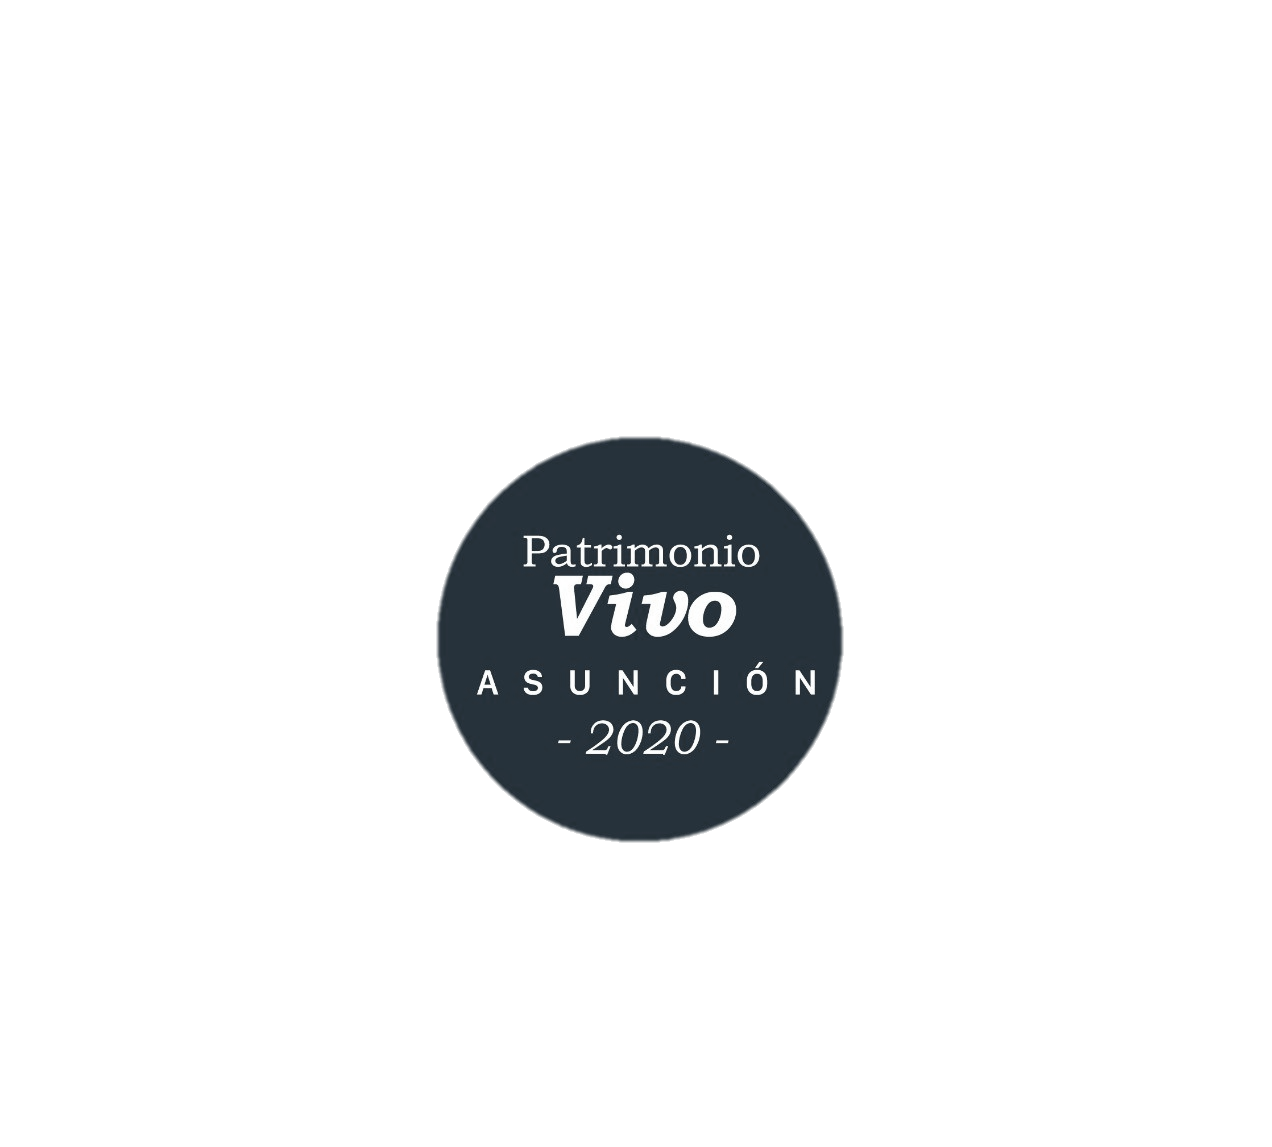 Patrimonio
Vivo
ASUNCIÓN
- 2020 -